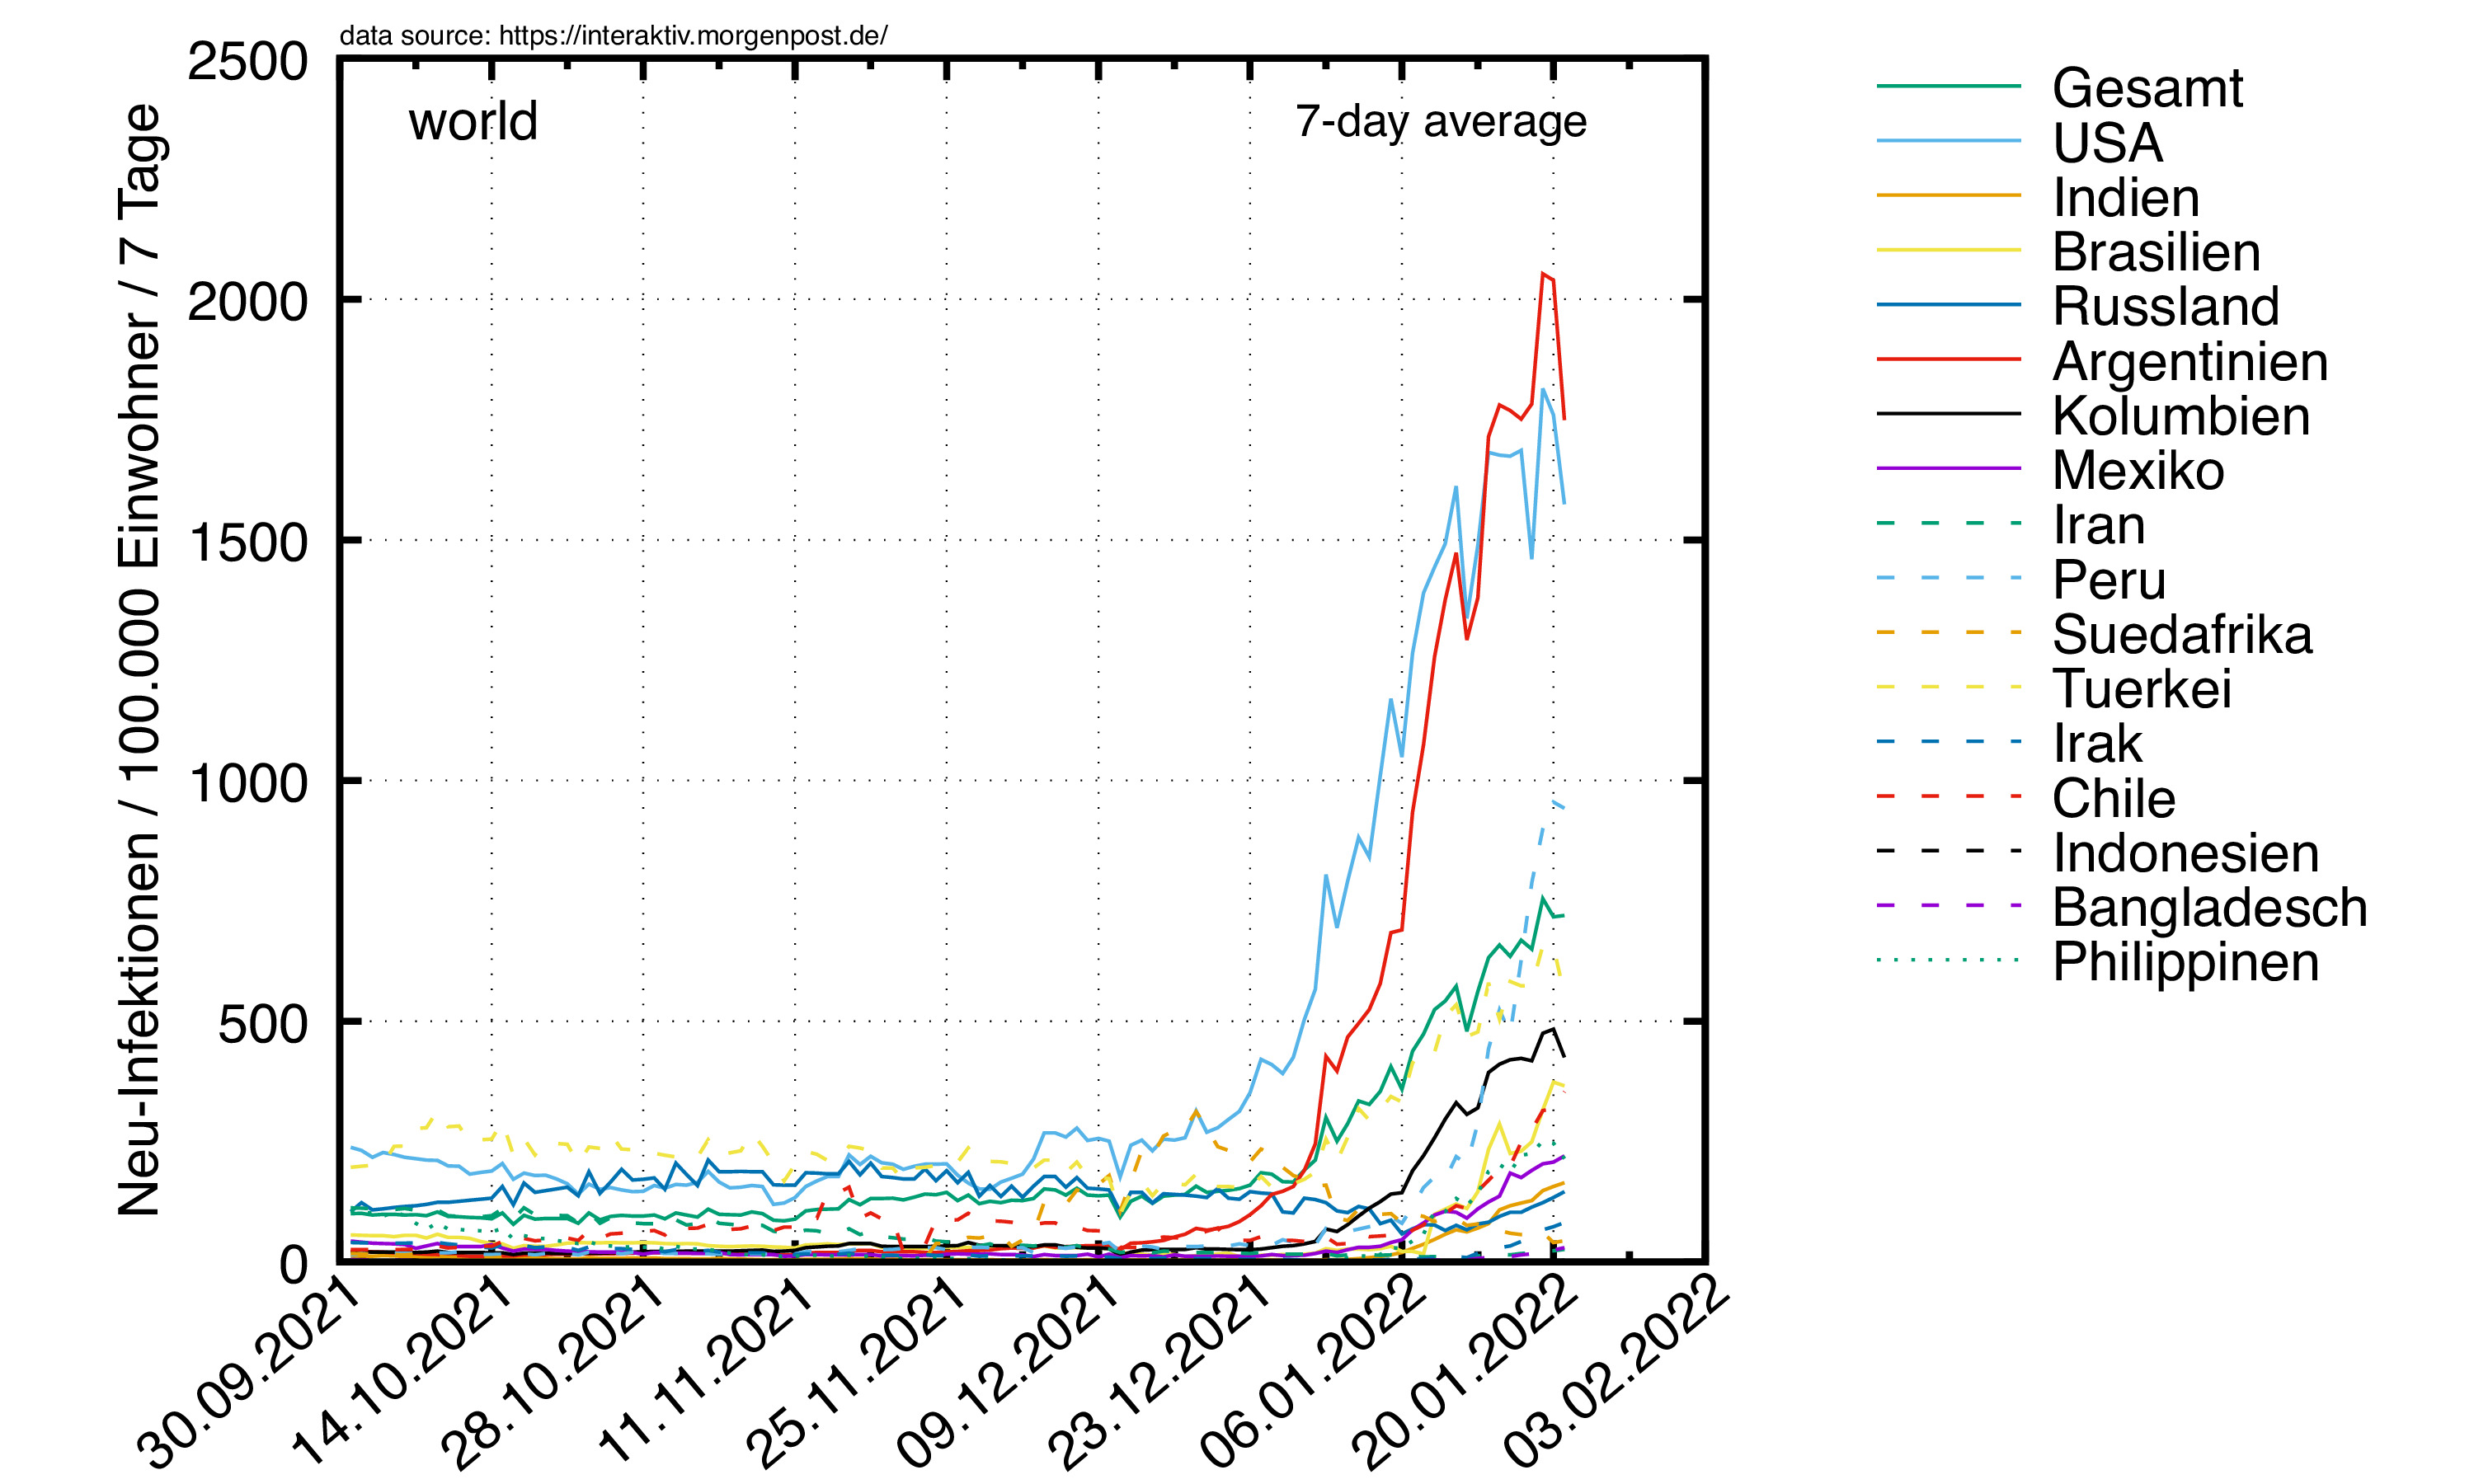 data source: https://interaktiv.morgenpost.de/
Neu-Infektionen / 100.000 Einwohner / 7 Tage
2500
2000
1500
1000
500
0
world
7-day average
30.09.2021
14.10.2021
28.10.2021
11.11.2021
25.11.2021
09.12.2021
23.12.2021
06.01.2022
20.01.2022
03.02.2022
Gesamt
USA
Indien
Brasilien
Russland
Argentinien
Kolumbien
Mexiko
Iran
Peru
Suedafrika
Tuerkei
Irak
Chile
Indonesien
Bangladesch
Philippinen